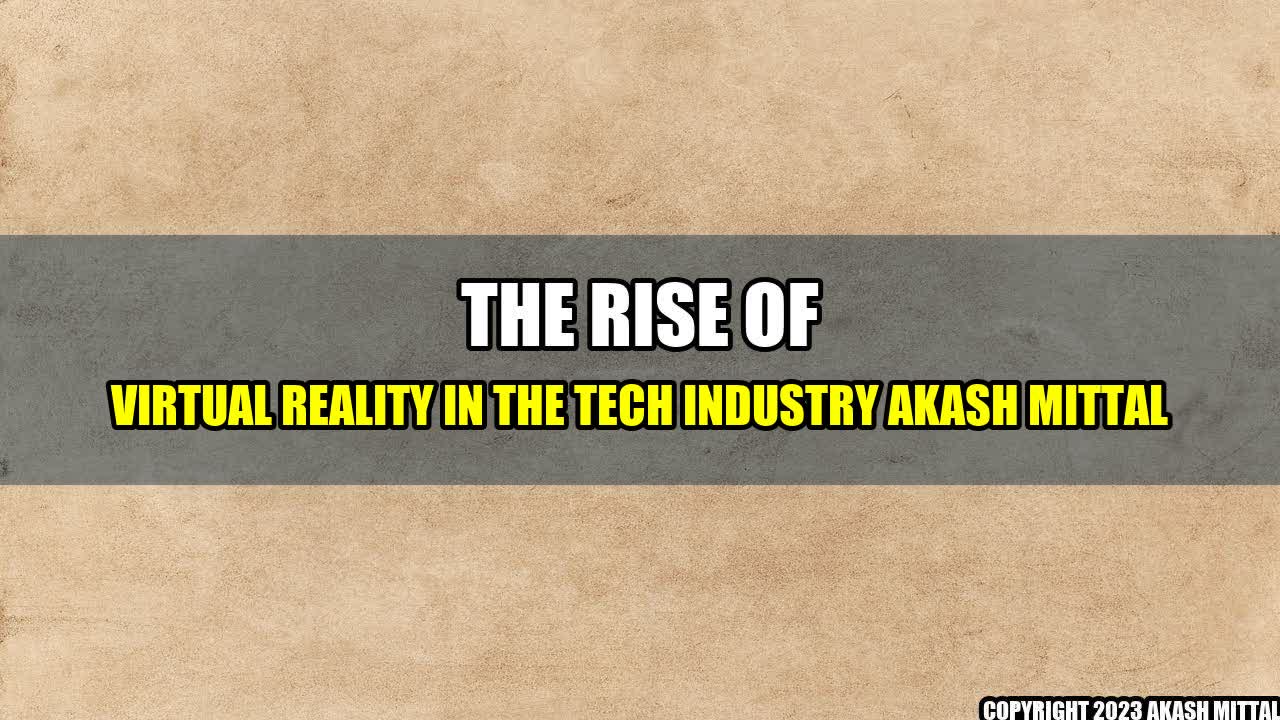 THE RISE OF
VIRTUAL REALITY IN THE TECH INDUSTRY AKASH MITTAL
COPYRIGHT 2023 AKASH MITTAL